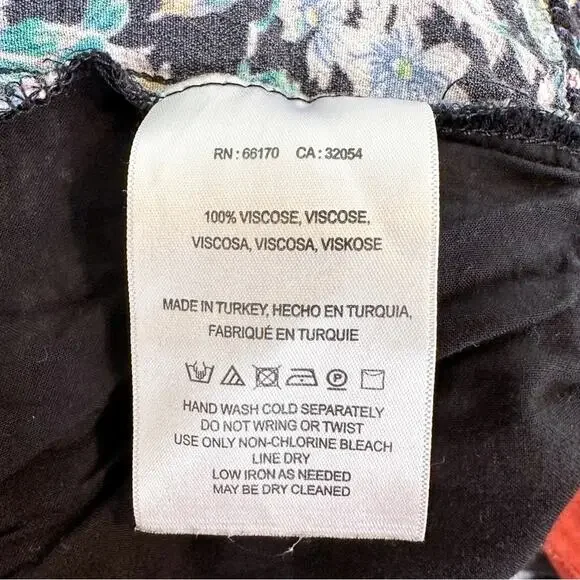 RN : 66170 CA : 32054
100% VISCOSE, VISCOSE,
VISCOSA, VISCOSA, VISKOSE
MADE IN TURKEY, HECHO EN TURQUIA,
FABRIQUÉ EN TURQUIE
HAND WASH COLD SEPARATELY
DO NOT WRING OR TWIST
USE ONLY NON-CHLORINE BLEACH
LINE DRY
LOW IRON AS NEEDED
MAY BE DRY CLEANED